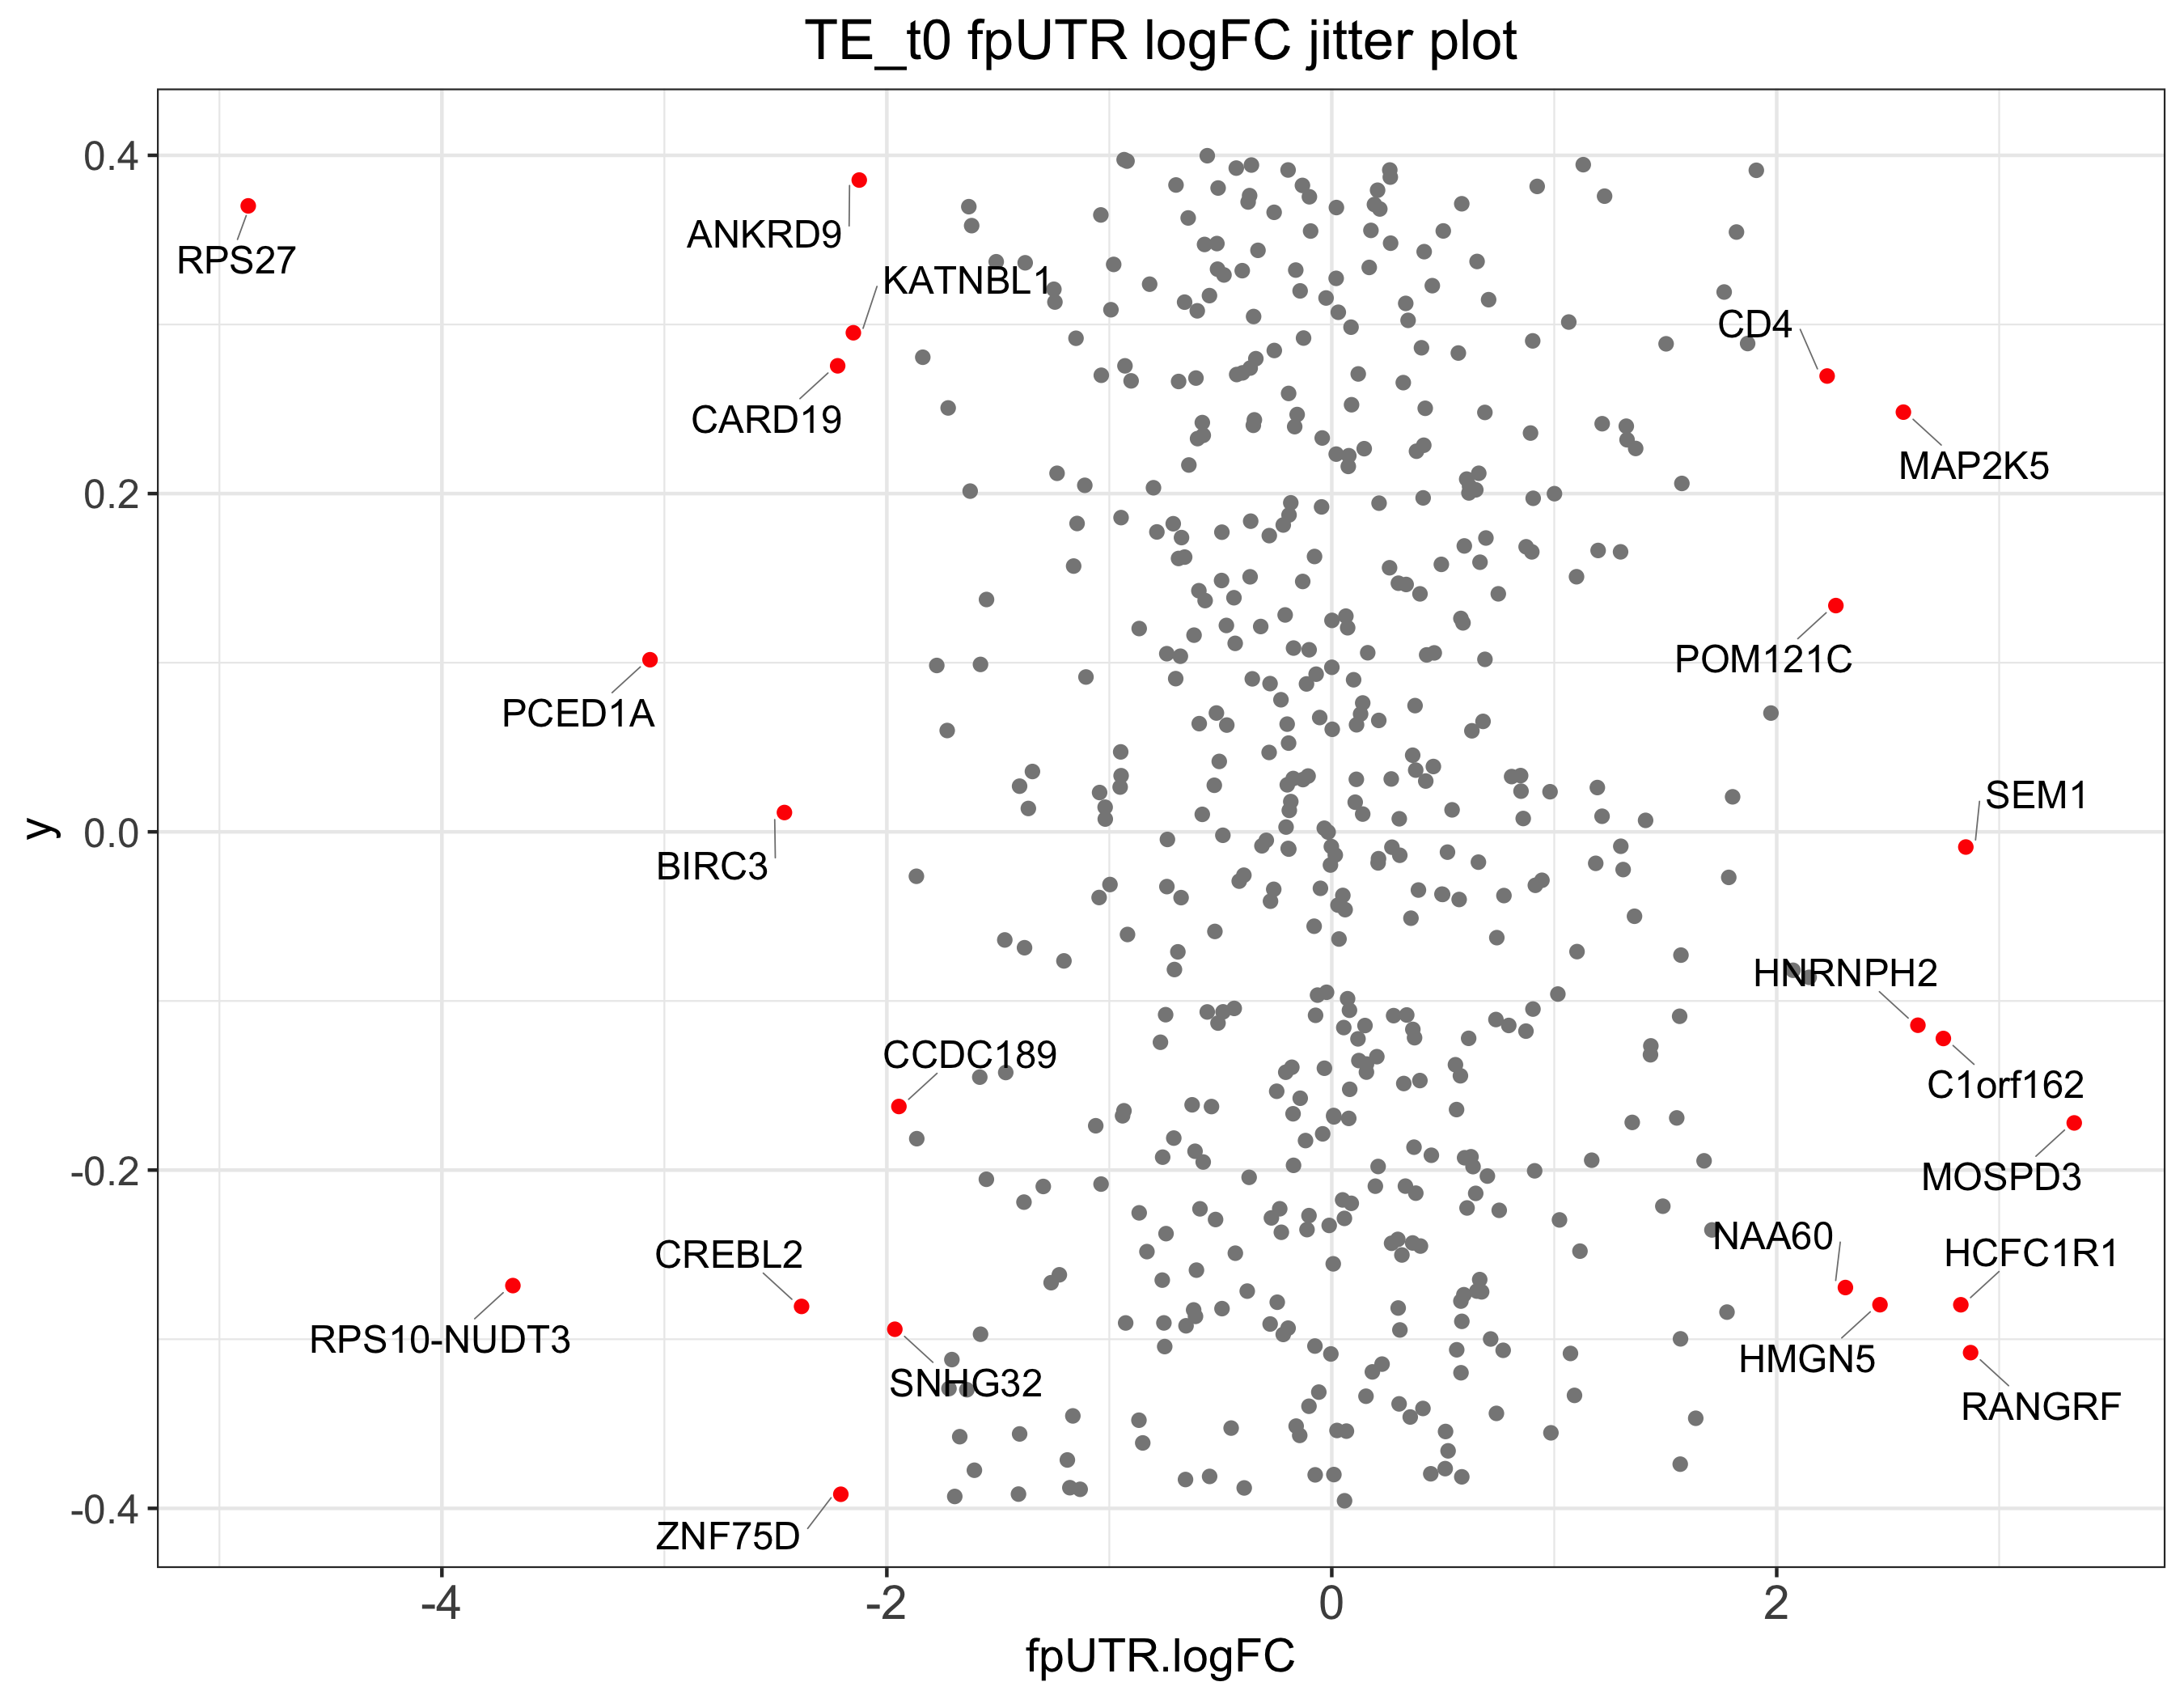 TE_t0 fpUTR logFC jitter plot
0.4
0.2
0.0
-0.2
-0.4
y
RPS27
ANKRD9
KATNBL1
CARD19
CD4
MAP2K5
POM121C
PCED1A
SEM1
BIRC3
HNRNPH2
CCDC189
C1orf162
MOSPD3
NAA60
HCFC1R1
CREBL2
RPS10-NUDT3
HMGN5
SNHG32
RANGRF
ZNF75D
-4
-2
0
2
fpUTR.logFC